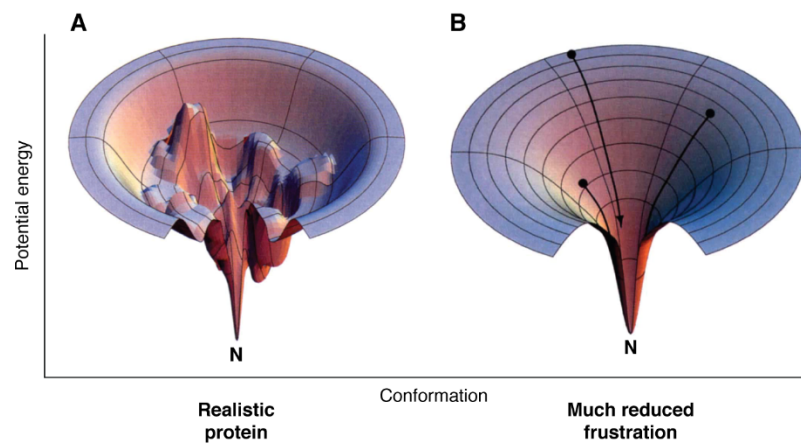 A
B
Potential energy
N
N
Conformation
Realistic
protein
Much reduced
frustration